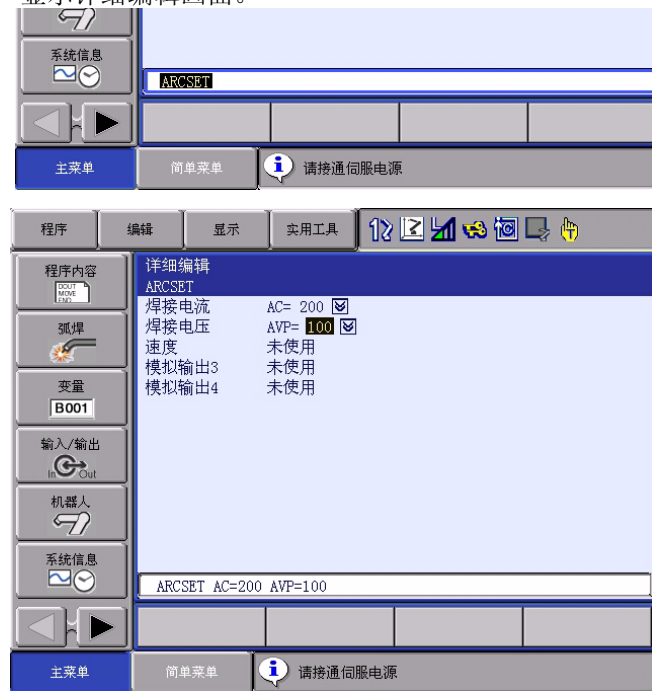 显示详细编辑画面。
系统信息
ARCSET
主菜单 简单菜单 请接通伺服电源
程序 编辑 显示 实用工具
程序内容
DOUT
MOVE
END
弧焊
变量
B001
输入/输出
In Out
机器人
系统信息
详细编辑
ARCSET
焊接电流 AC= 200
焊接电压 AVP= 100
速度 未使用
模拟输出3 未使用
模拟输出4 未使用
ARCSET AC=200 AVP=100
主菜单 简单菜单 请接通伺服电源